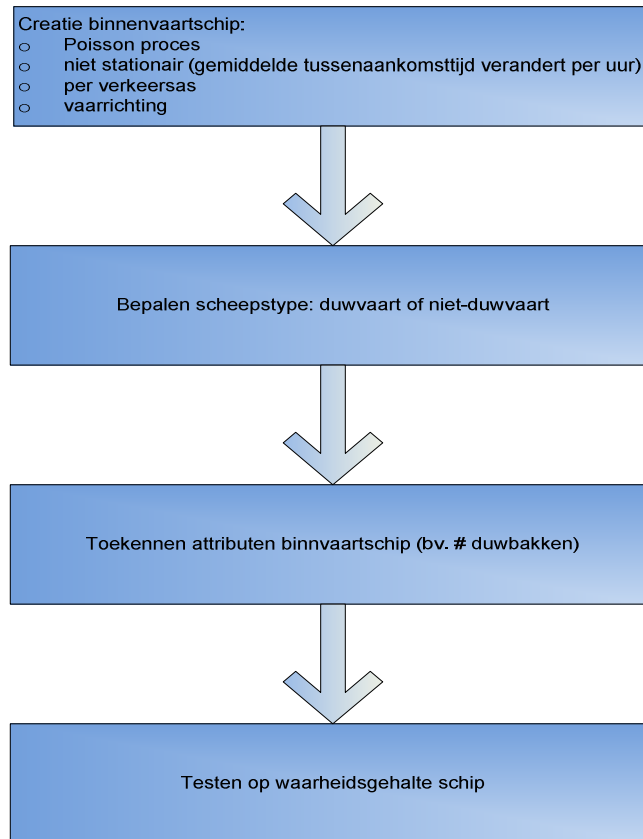 Creatie binnenvaartschip:
o Poisson proces
o niet stationair (gemiddelde tussenaankomsttijd verandert per uur)
o per verkeersas
o vaarrichting
Bepalen scheepstype: duwvaart of niet-duwvaart
Toekennen attributen binnvaartschip (bv. # duwbakken)
Testen op waarheidsgehalte schip